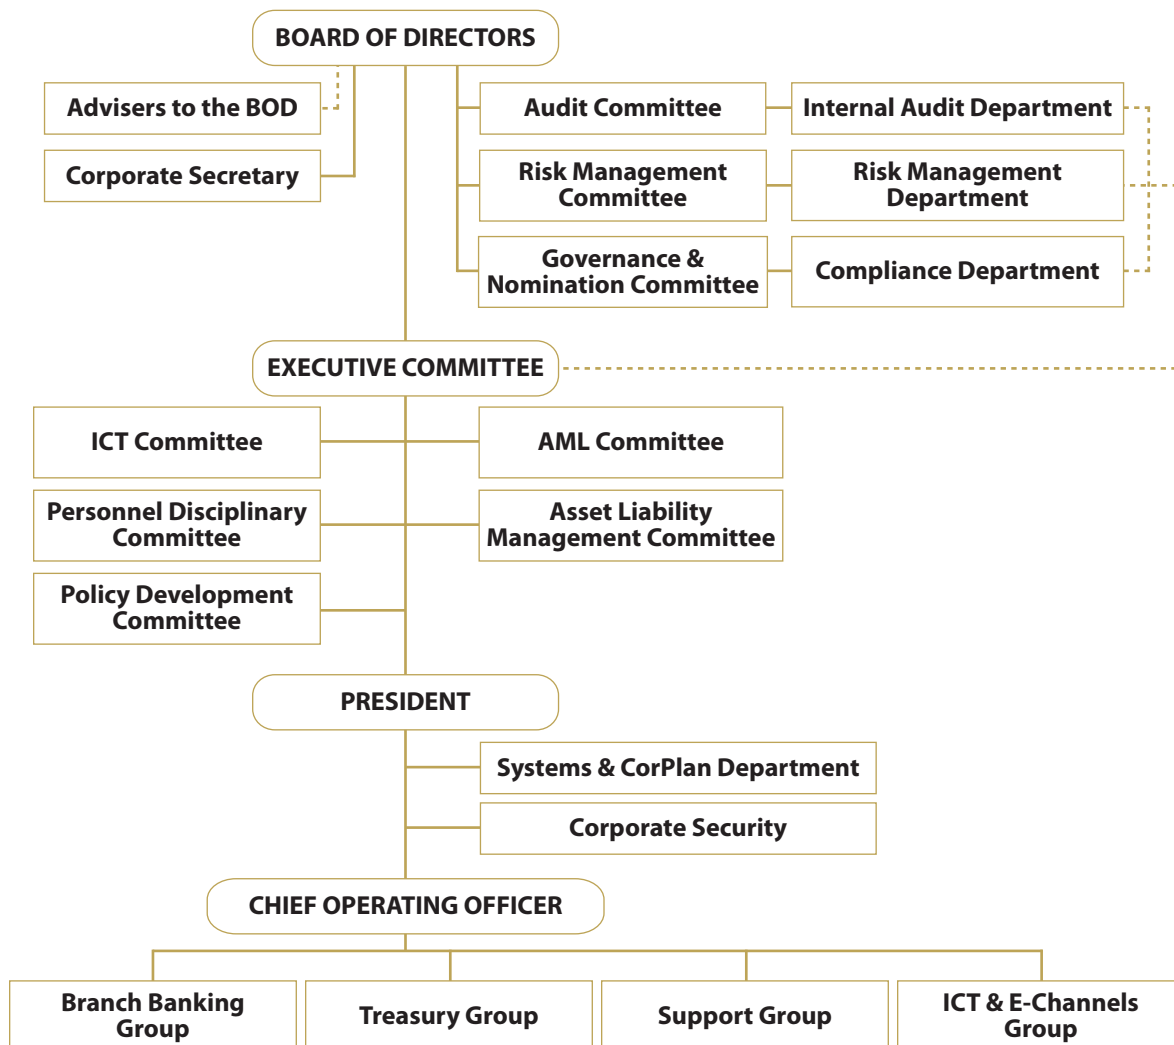 BOARD OF DIRECTORS
Advisers to the BOD
Corporate Secretary
Audit Committee
Internal Audit Department
Risk Management
Committee
Risk Management
Department
Governance &
Nomination Committee
Compliance Department
EXECUTIVE COMMITTEE
ICT Committee
AML Committee
Personnel Disciplinary
Committee
Asset Liability
Management Committee
Policy Development
Committee
PRESIDENT
Systems & CorPlan Department
Corporate Security
CHIEF OPERATING OFFICER
Branch Banking
Group
Treasury Group
Support Group
ICT & E-Channels
Group